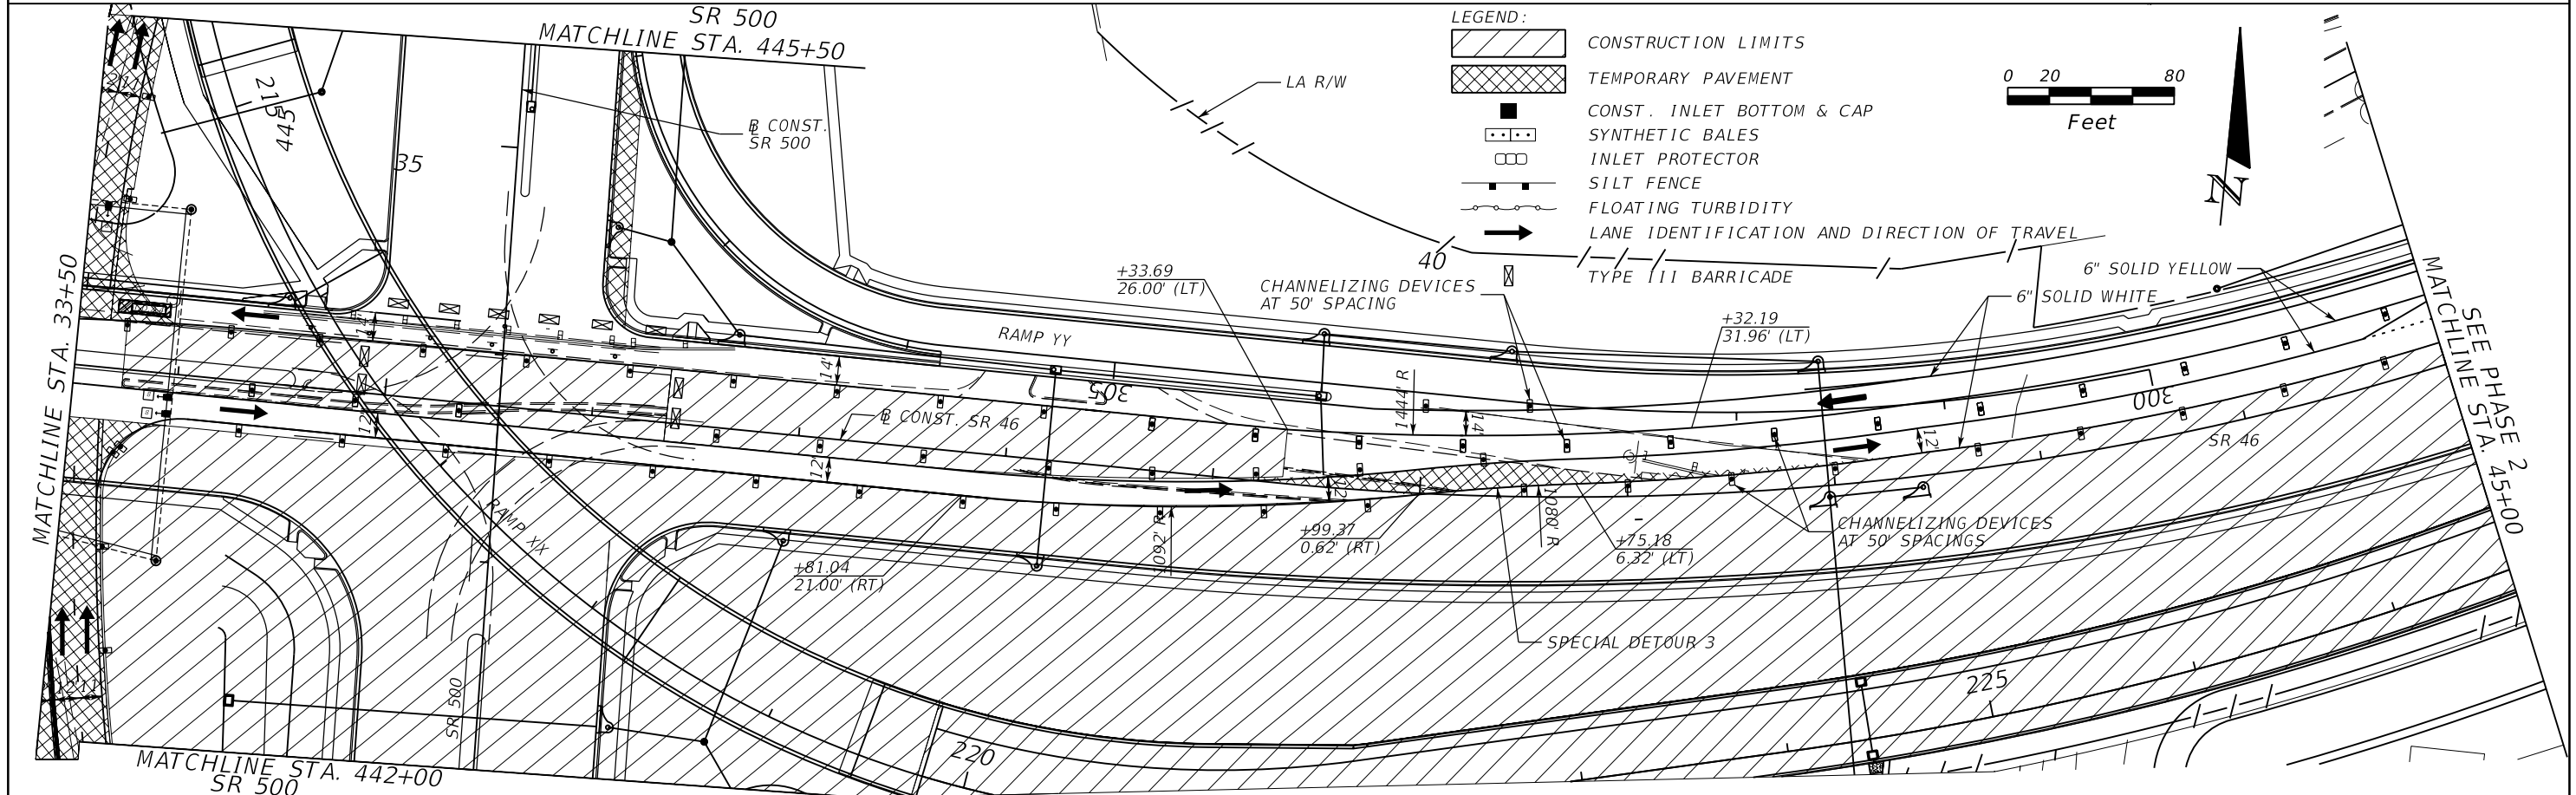 SR 500
MATCHLINE STA. 445+50
LEGEND:
CONSTRUCTION LIMITS
TEMPORARY PAVEMENT
CONST. INLET BOTTOM & CAP
SYNTHETIC BALES
INLET PROTECTOR
SILT FENCE
FLOATING TURBIDITY
LANE IDENTIFICATION AND DIRECTION OF TRAVEL
TYPE III BARRICADE
0 20 80
Feet
N
LA R/W
215
445
35
℄ CONST.
SR 500
40
+33.69
26.00' (LT)
CHANNELIZING DEVICES
AT 50' SPACING
6" SOLID YELLOW
6" SOLID WHITE
+32.19
31.96' (LT)
MATCHLINE STA. 33+50
RAMP YY
14'
305
1444' R
14'
300
SEE PHASE 2
MATCHLINE STA. 45+00
℄ CONST. SR 46
12'
12'
12'
SR 46
RAMP XX
+81.04
21.00' (RT)
+99.37
0.62' (RT)
1080' R
+75.18
6.32' (LT)
CHANNELIZING DEVICES
AT 50' SPACINGS
SPECIAL DETOUR 3
SR 500
220
225
MATCHLINE STA. 442+00
SR 500